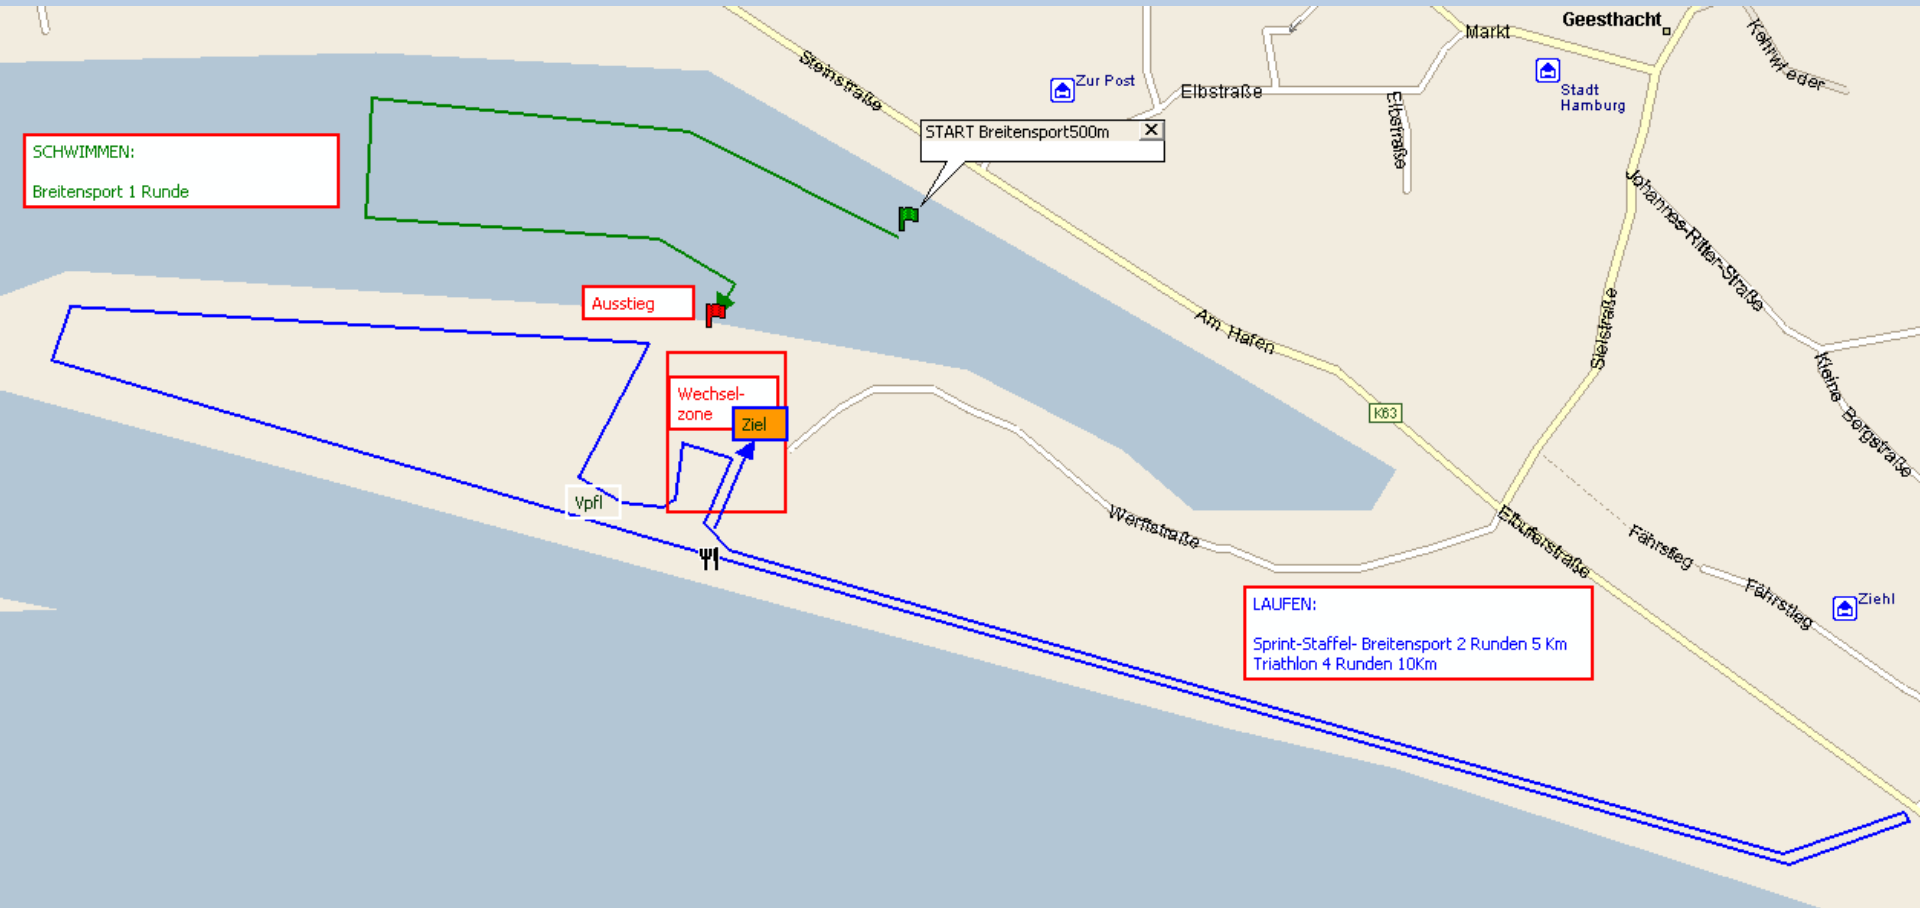 Geesthacht
Markt
Kehrwieder
Steinstraße
Zur Post
Elbstraße
Stadt
Hamburg
Elbstraße
START Breitensport500m
SCHWIMMEN:
Breitensport 1 Runde
Johannes-Ritter-Straße
Ausstieg
Am Hafen
Sielstraße
Kleine Bergstraße
Wechsel-
zone
Ziel
K63
Vpfl
Werftstraße
Elbuferstraße
Fährstieg
Fährstieg
Ziehl
LAUFEN:
Sprint-Staffel- Breitensport 2 Runden 5 Km
Triathlon 4 Runden 10Km